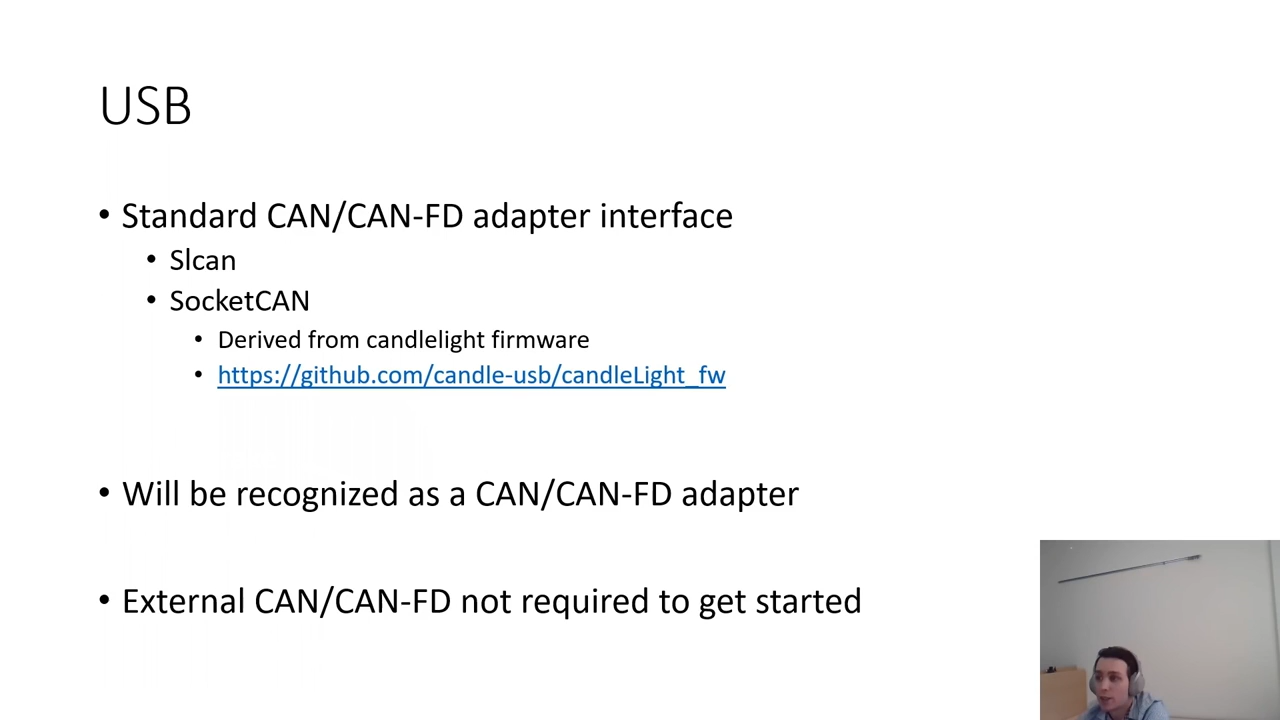 USB
• Standard CAN/CAN-FD adapter interface
• Slcan
• SocketCAN
• Derived from candlelight firmware
• https://github.com/candle-usb/candleLight_fw
• Will be recognized as a CAN/CAN-FD adapter
• External CAN/CAN-FD not required to get started